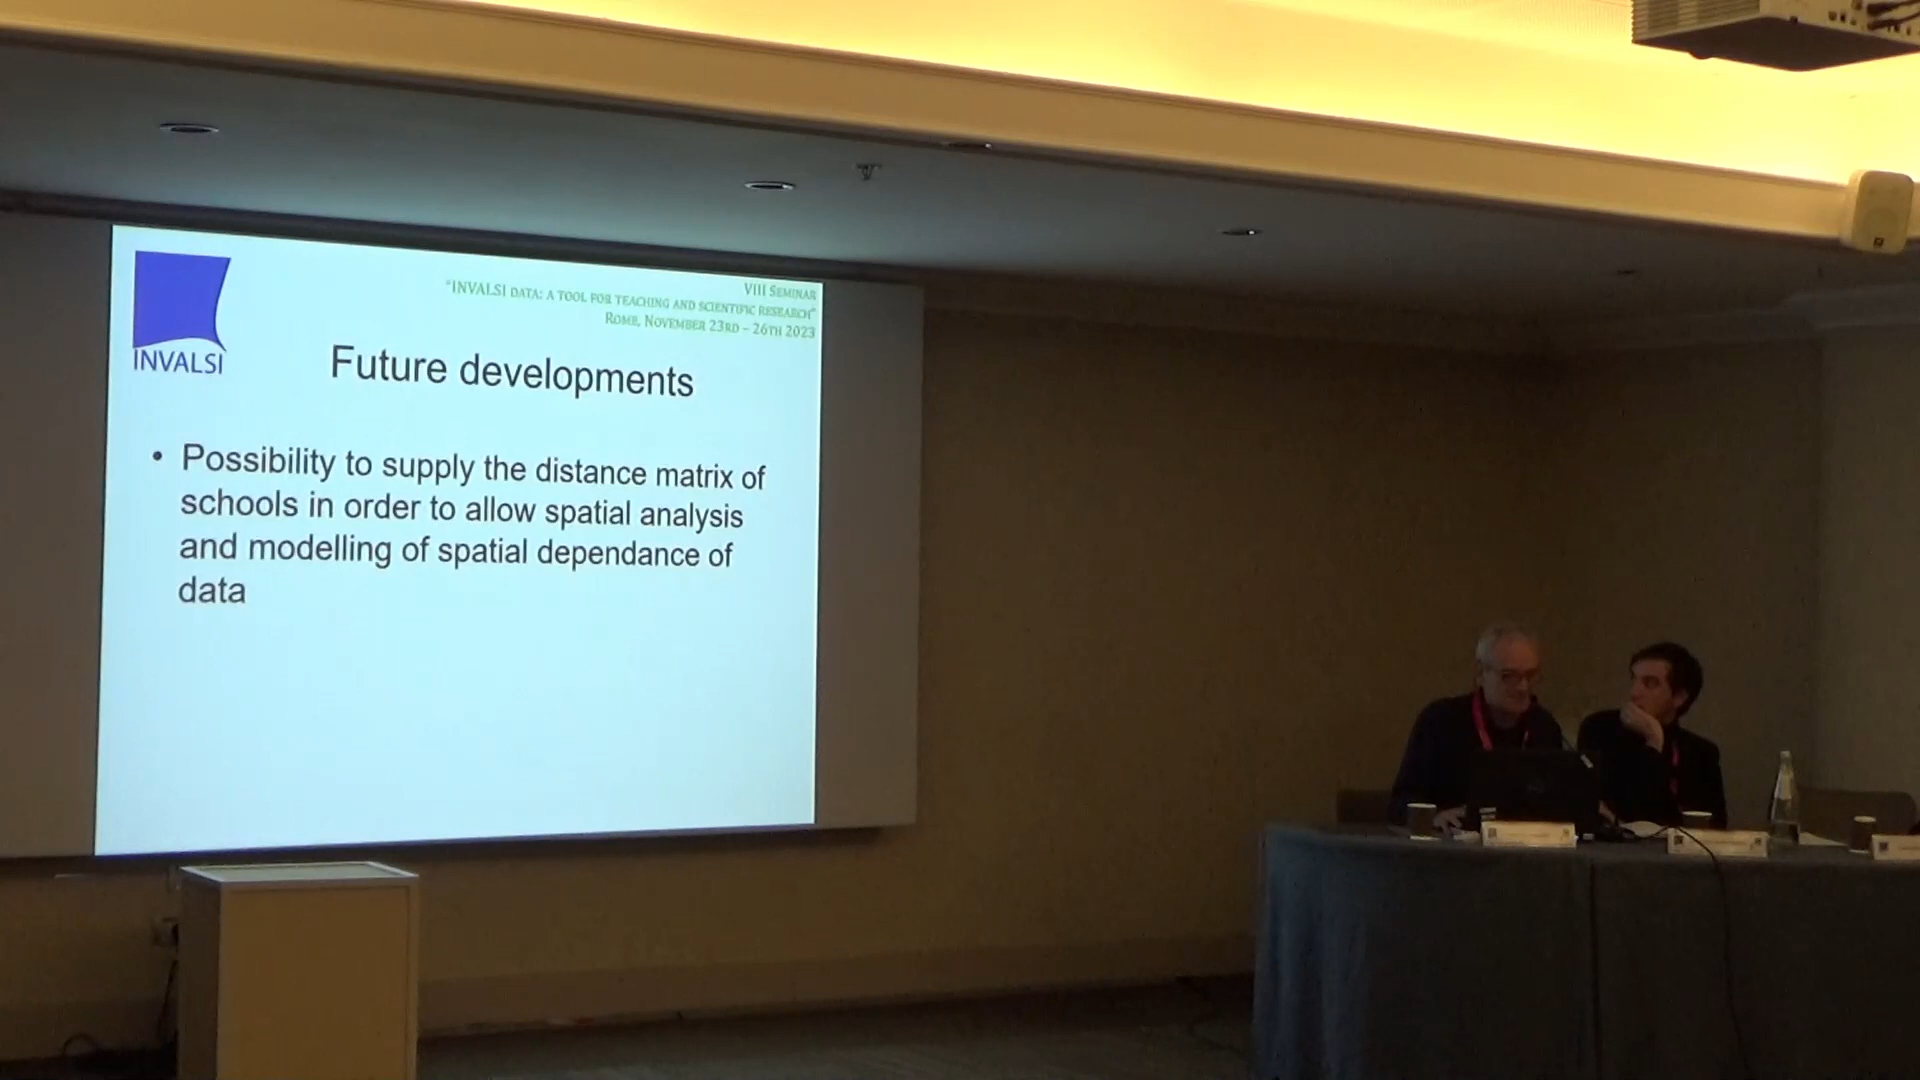 VIII SEMINAR
"INVALSI DATA: A TOOL FOR TEACHING AND SCIENTIFIC RESEARCH"
ROME, NOVEMBER 23RD – 26TH 2023
INVALSI
Future developments
• Possibility to supply the distance matrix of
schools in order to allow spatial analysis
and modelling of spatial dependance of
data